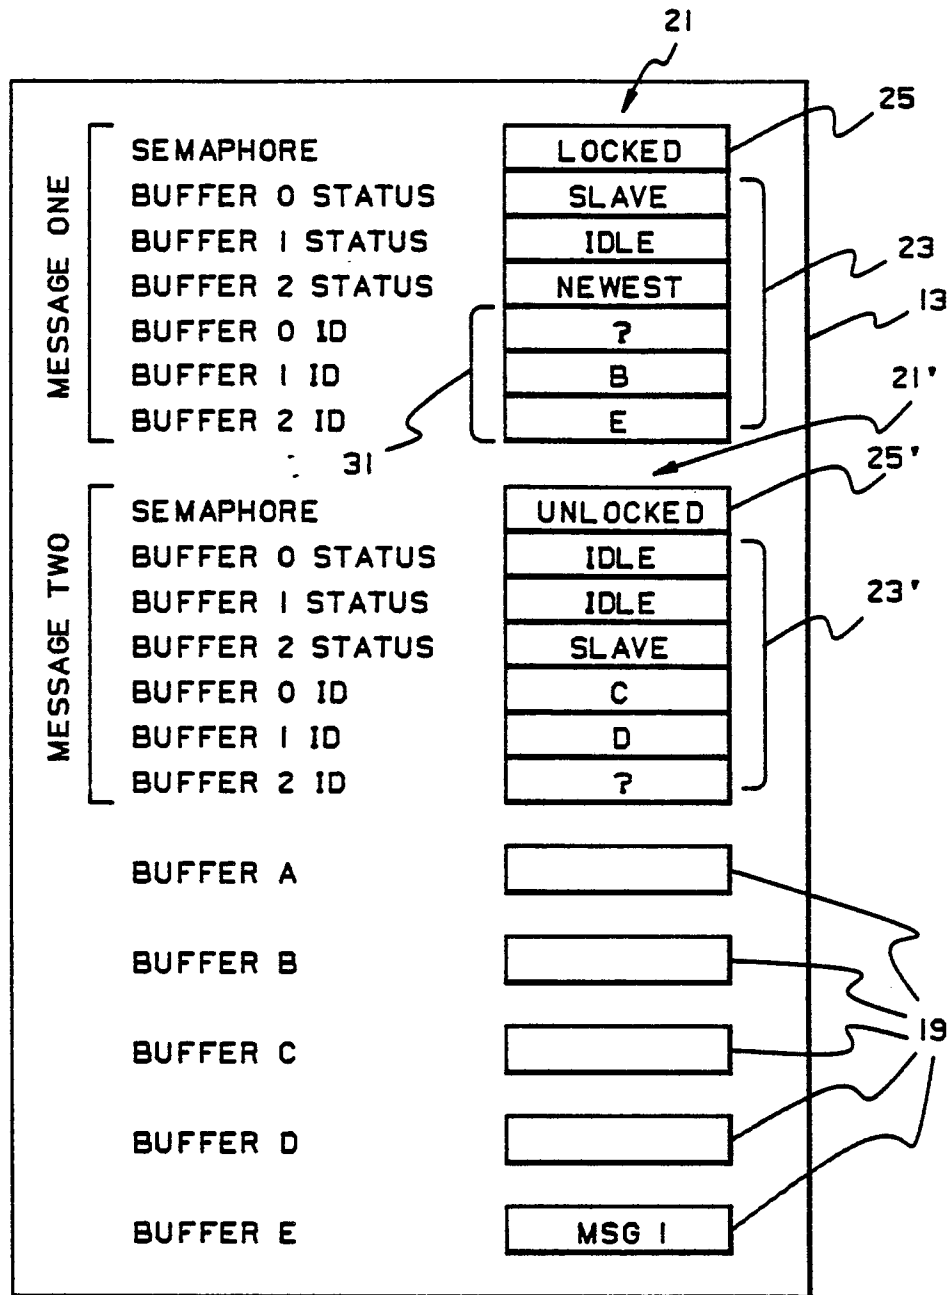 21
25
MESSAGE ONE
SEMAPHORE LOCKED
BUFFER 0 STATUS SLAVE
BUFFER 1 STATUS IDLE
BUFFER 2 STATUS NEWEST
BUFFER 0 ID ?
BUFFER 1 ID B
BUFFER 2 ID E
23
13
21'
31
25'
MESSAGE TWO
SEMAPHORE UNLOCKED
BUFFER 0 STATUS IDLE
BUFFER 1 STATUS IDLE
BUFFER 2 STATUS SLAVE
BUFFER 0 ID C
BUFFER 1 ID D
BUFFER 2 ID ?
23'
BUFFER A
BUFFER B
BUFFER C
19
BUFFER D
BUFFER E MSG 1